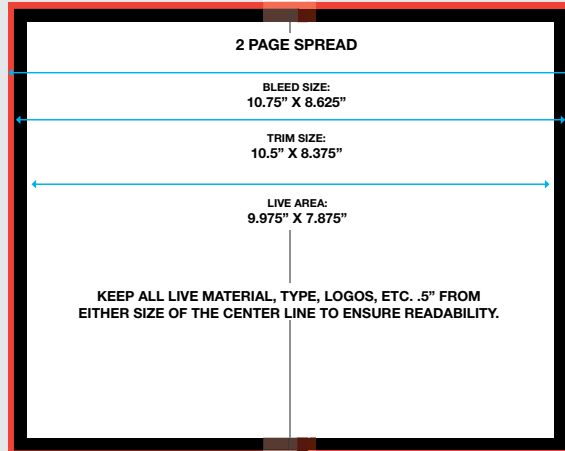 2 PAGE SPREAD
BLEED SIZE:
10.75” X 8.625”
TRIM SIZE:
10.5” X 8.375”
LIVE AREA:
9.975” X 7.875”
KEEP ALL LIVE MATERIAL, TYPE, LOGOS, ETC. .5” FROM
EITHER SIZE OF THE CENTER LINE TO ENSURE READABILITY.